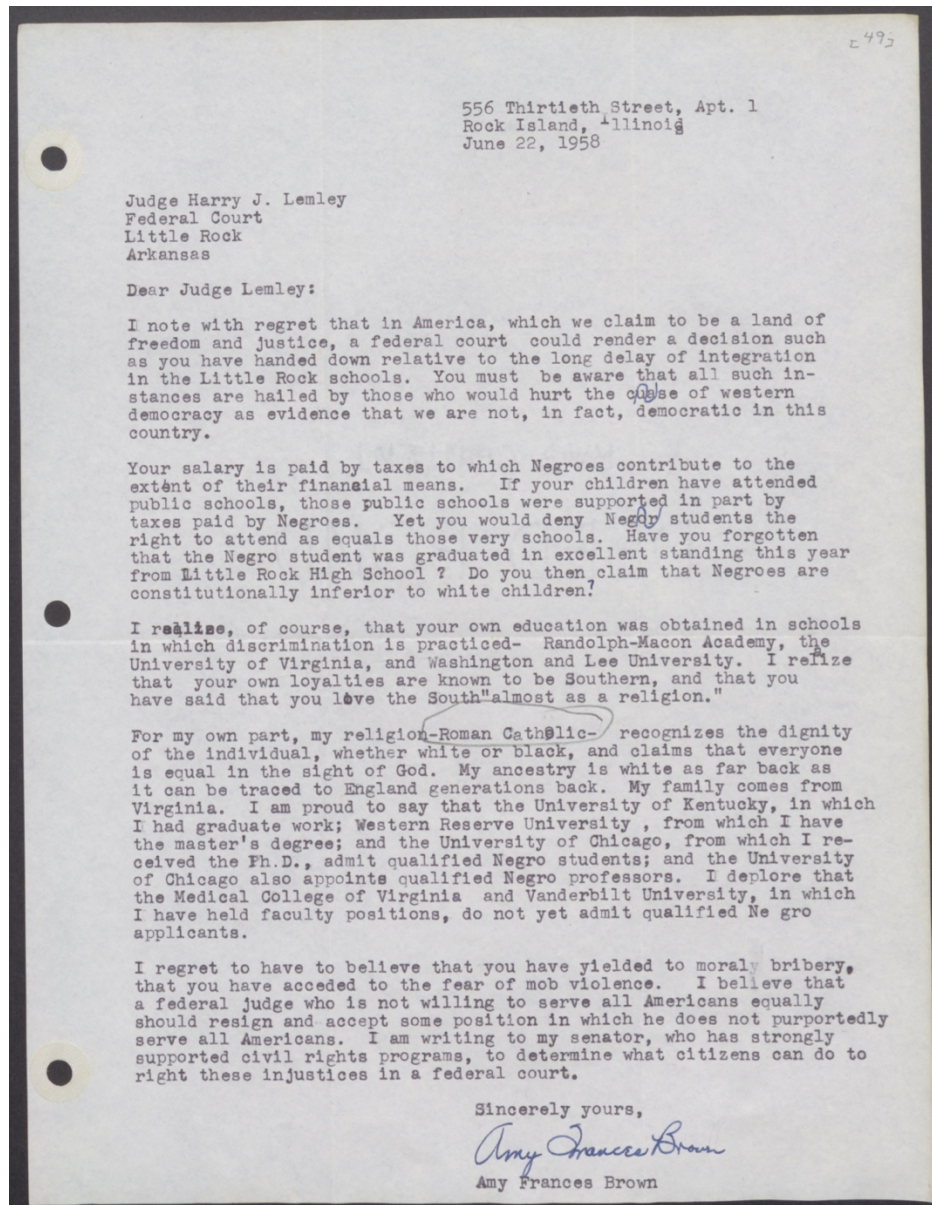 [49]
556 Thirtieth Street, Apt. 1
Rock Island, Illinois
June 22, 1958
Judge Harry J. Lemley
Federal Court
Little Rock
Arkansas
Dear Judge Lemley:
I note with regret that in America, which we claim to be a land of
freedom and justice, a federal court could render a decision such
as you have handed down relative to the long delay of integration
in the Little Rock schools. You must be aware that all such in-
stances are hailed by those who would hurt the cuase of western
democracy as evidence that we are not, in fact, democratic in this
country.
Your salary is paid by taxes to which Negroes contribute to the
extent of their financial means. If your children have attended
public schools, those public schools were supported in part by
taxes paid by Negroes. Yet you would deny Negor students the
right to attend as equals those very schools. Have you forgotten
that the Negro student was graduated in excellent standing this year
from Little Rock High School ? Do you then claim that Negroes are
constitutionally inferior to white children?
I realize, of course, that your own education was obtained in schools
in which discrimination is practiced- Randolph-Macon Academy, the
University of Virginia, and Washington and Lee University. I relize
that your own loyalties are known to be Southern, and that you
have said that you love the South"almost as a religion."
For my own part, my religion-Roman Catholic- recognizes the dignity
of the individual, whether white or black, and claims that everyone
is equal in the sight of God. My ancestry is white as far back as
it can be traced to England generations back. My family comes from
Virginia. I am proud to say that the University of Kentucky, in which
I had graduate work; Western Reserve University , from which I have
the master's degree; and the University of Chicago, from which I re-
ceived the Ph.D., admit qualified Negro students; and the University
of Chicago also appoints qualified Negro professors. I deplore that
the Medical College of Virginia and Vanderbilt University, in which
I have held faculty positions, do not yet admit qualified Ne gro
applicants.
I regret to have to believe that you have yielded to moral bribery,
that you have acceded to the fear of mob violence. I believe that
a federal judge who is not willing to serve all Americans equally
should resign and accept some position in which he does not purportedly
serve all Americans. I am writing to my senator, who has strongly
supported civil rights programs, to determine what citizens can do to
right these injustices in a federal court.
Sincerely yours,
Amy Frances Brown
Amy Frances Brown